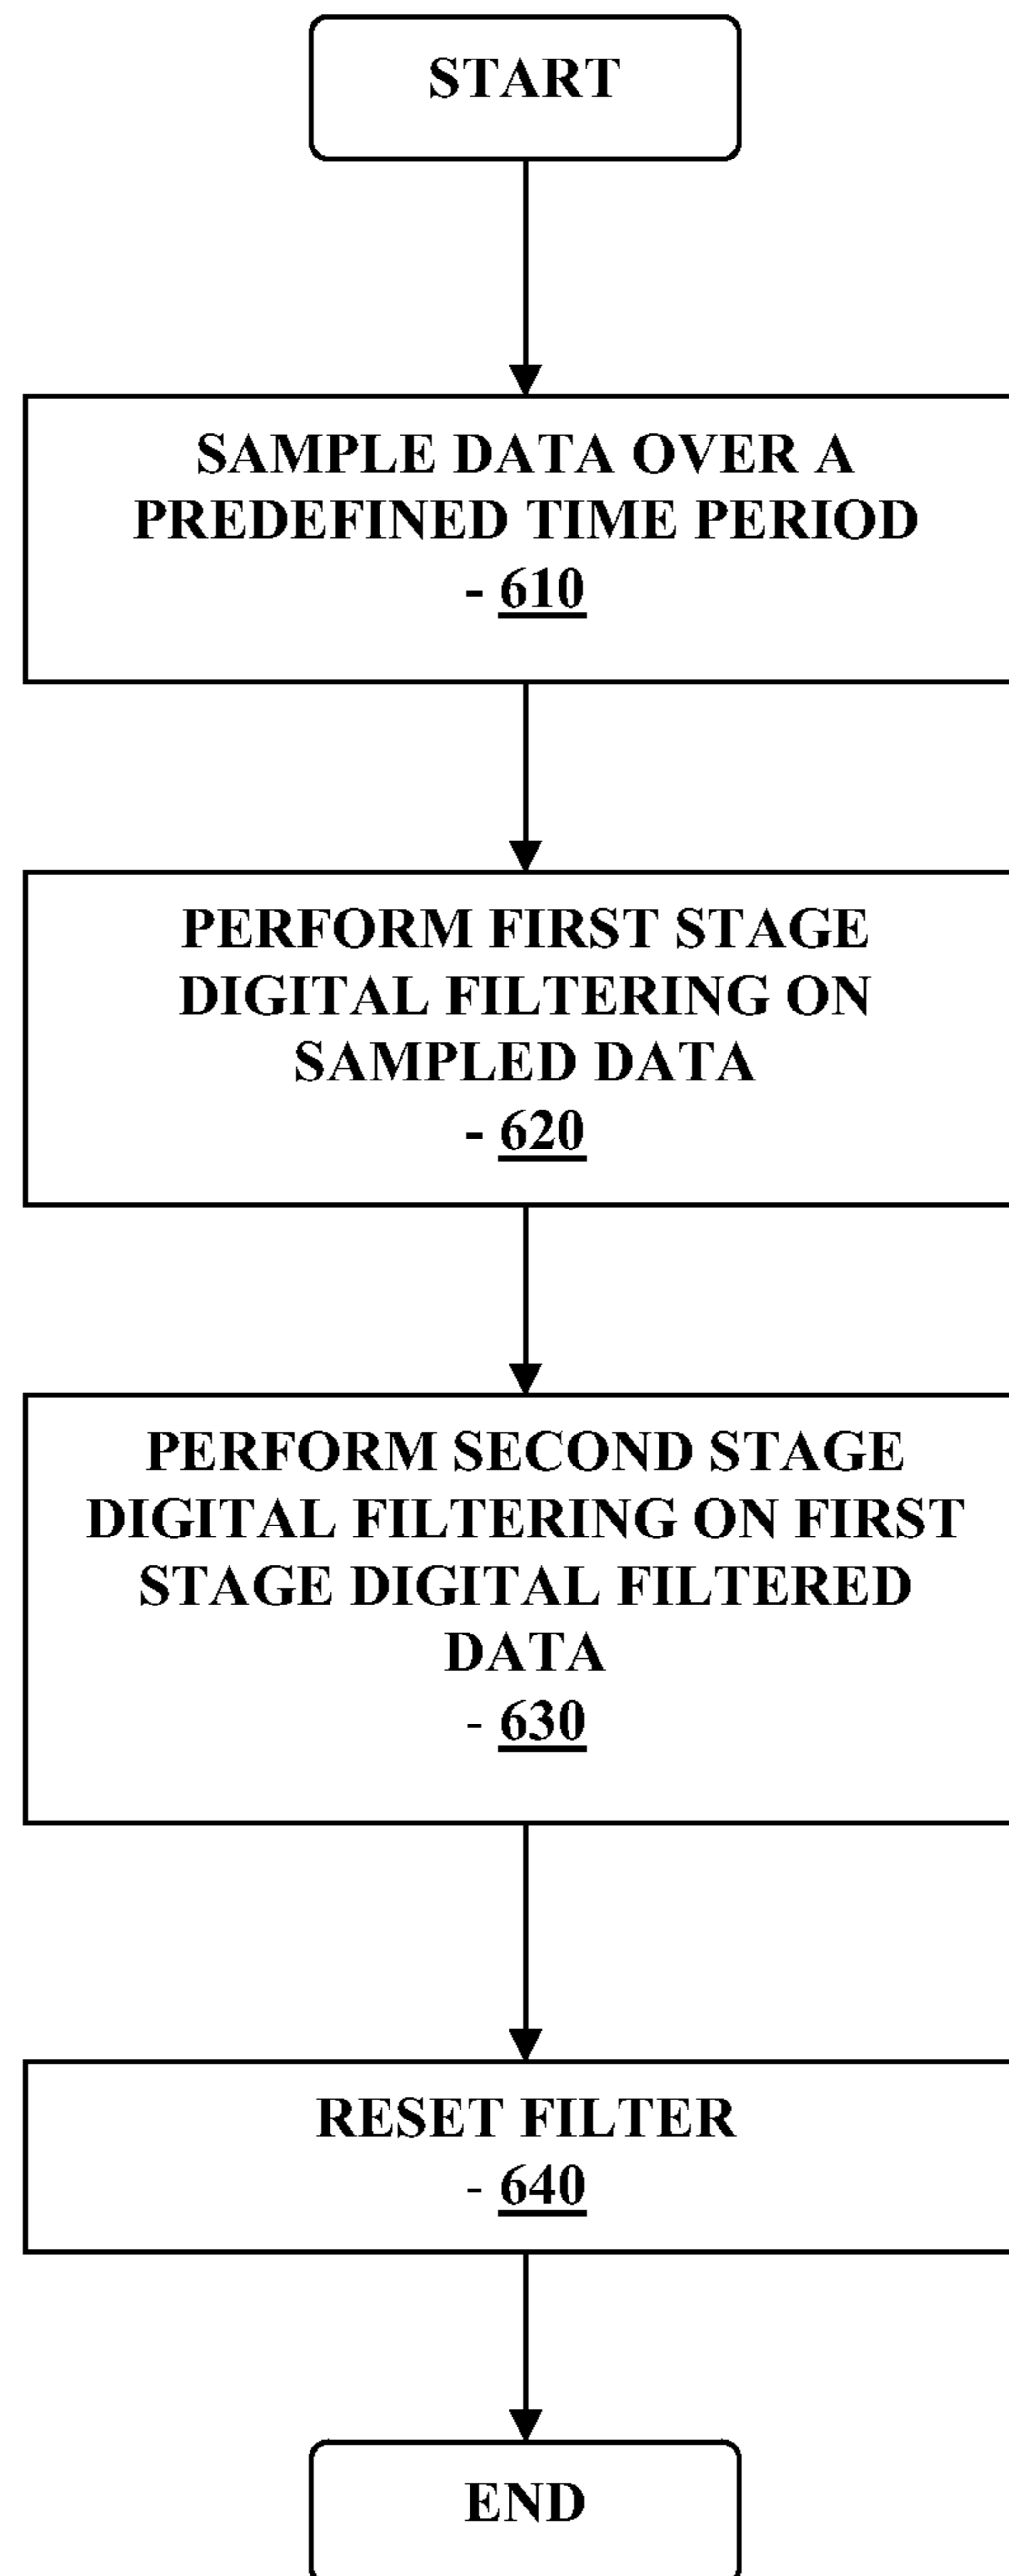 START
SAMPLE DATA OVER A
PREDEFINED TIME PERIOD
- 610
PERFORM FIRST STAGE
DIGITAL FILTERING ON
SAMPLED DATA
- 620
PERFORM SECOND STAGE
DIGITAL FILTERING ON FIRST
STAGE DIGITAL FILTERED
DATA
- 630
RESET FILTER
- 640
END